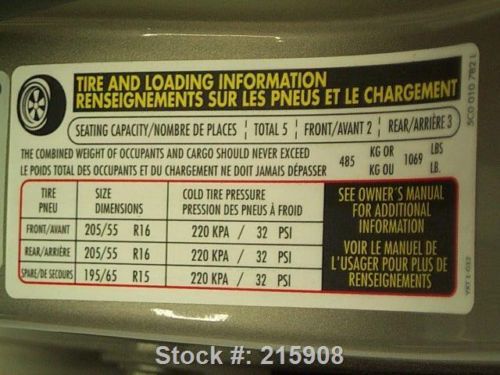 TIRE AND LOADING INFORMATION
RENSEIGNEMENTS SUR LES PNEUS ET LE CHARGEMENT
SEATING CAPACITY/NOMBRE DE PLACES TOTAL 5 FRONT/AVANT 2 REAR/ARRIÈRE 3
THE COMBINED WEIGHT OF OCCUPANTS AND CARGO SHOULD NEVER EXCEED 485 KG OR 1069 LBS
LE POIDS TOTAL DES OCCUPANTS ET DU CHARGEMENT NE DOIT JAMAIS DÉPASSER KG OU LB.
TIRE SIZE COLD TIRE PRESSURE
PNEU DIMENSIONS PRESSION DES PNEUS À FROID
FRONT/AVANT 205/55 R16 220 KPA / 32 PSI
REAR/ARRIÈRE 205/55 R16 220 KPA / 32 PSI
SPARE/DE SECOURS 195/65 R15 220 KPA / 32 PSI
SEE OWNER'S MANUAL
FOR ADDITIONAL
INFORMATION
VOIR LE MANUEL DE
L'USAGER POUR PLUS DE
RENSEIGNEMENTS
5C0 010 782 L
Stock #: 215908